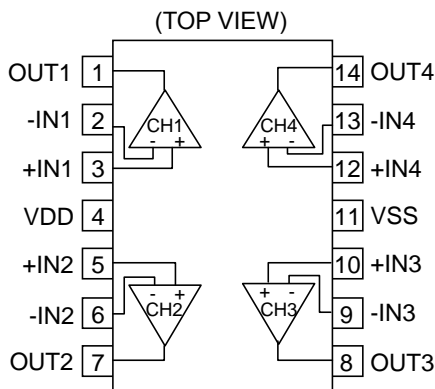 (TOP VIEW)
OUT1 1 14 OUT4
-IN1 2 CH1 CH4 13 -IN4
- + + -
+IN1 3 12 +IN4
VDD 4 11 VSS
+IN2 5 10 +IN3
- + + -
-IN2 6 CH2 CH3 9 -IN3
OUT2 7 8 OUT3